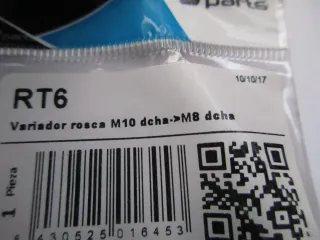 parts
10/10/17
RT6
Variador rosca M10 dcha->M8 dcha
1 Pieza
430525 016453